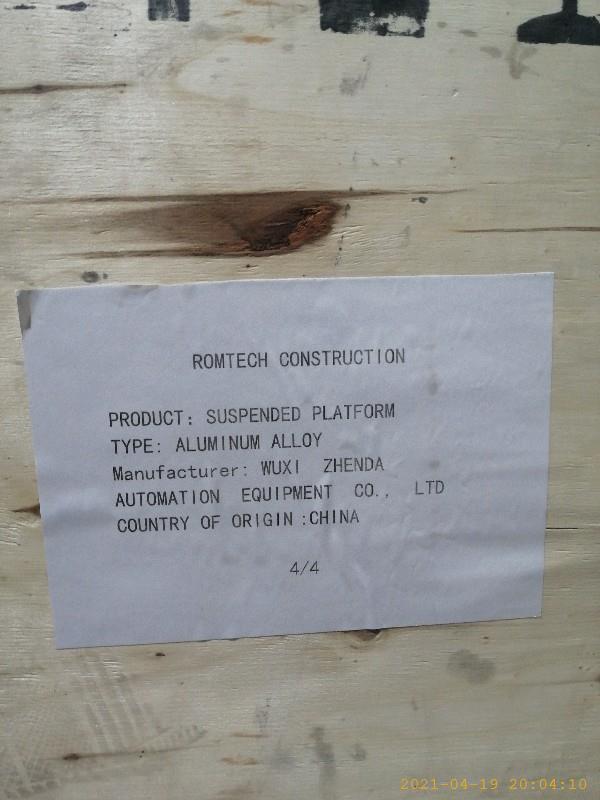 ROMTECH CONSTRUCTION
PRODUCT: SUSPENDED PLATFORM
TYPE: ALUMINUM ALLOY
Manufacturer: WUXI ZHENDA
AUTOMATION EQUIPMENT CO., LTD
COUNTRY OF ORIGIN :CHINA
4/4
2021-04-19 20:04:10